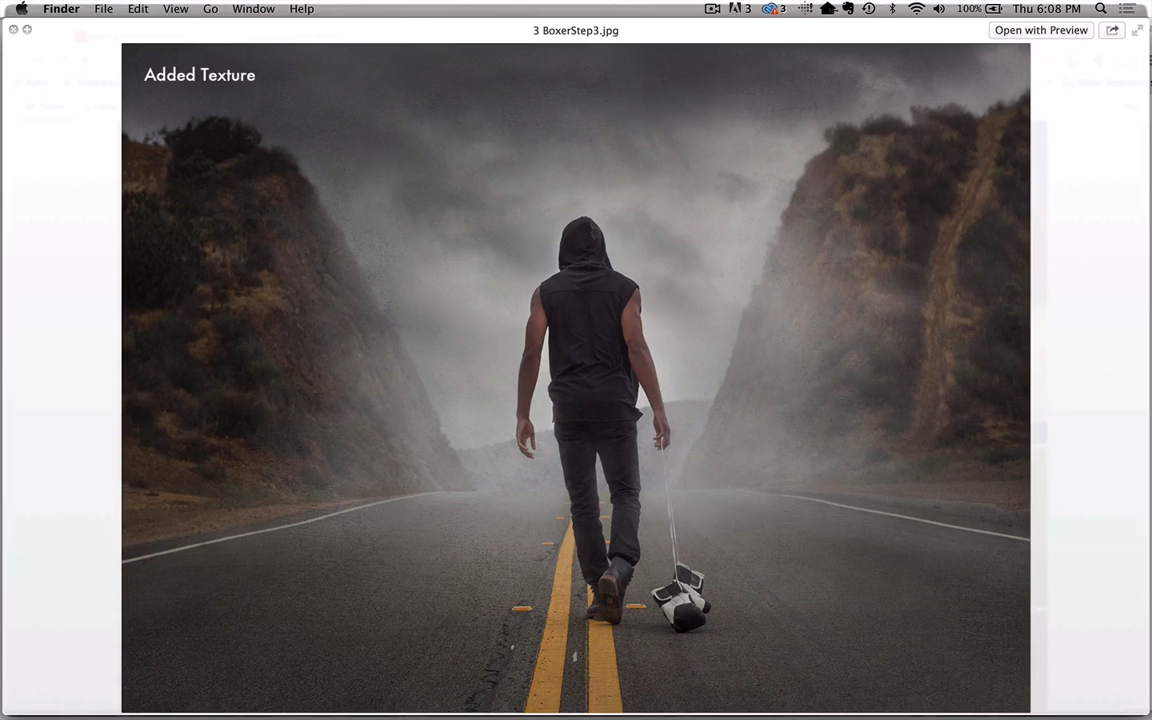 Finder File Edit View Go Window Help 3 3 100% Thu 6:08 PM
3 BoxerStep3.jpg
Open with Preview
Added Texture